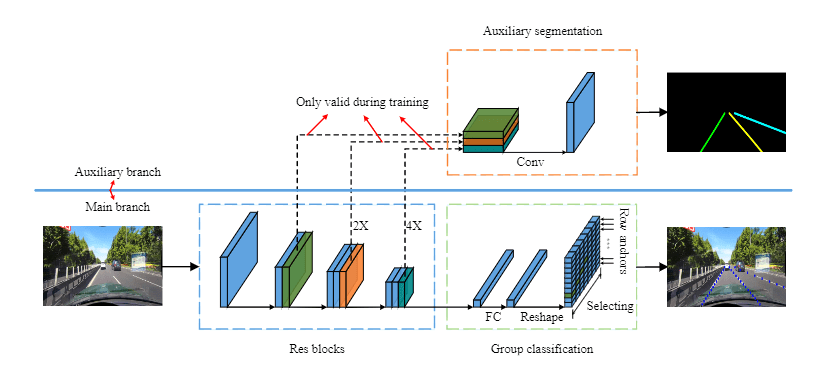 Auxiliary segmentation
Only valid during training
Conv
Auxiliary branch
Main branch
2X
4X
Row anchors
...
FC
Reshape
Selecting
Res blocks
Group classification